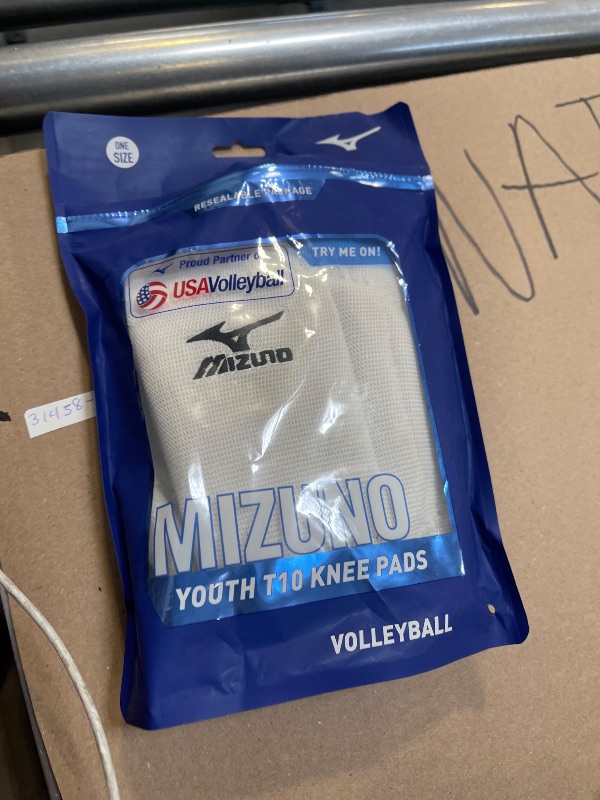 ONE
SIZE
RESEALABLE PACKAGE
Proud Partner of
USAVolleyball
TRY ME ON!
MIZUNO
MIZUNO
YOUTH T10 KNEE PADS
VOLLEYBALL
31458-